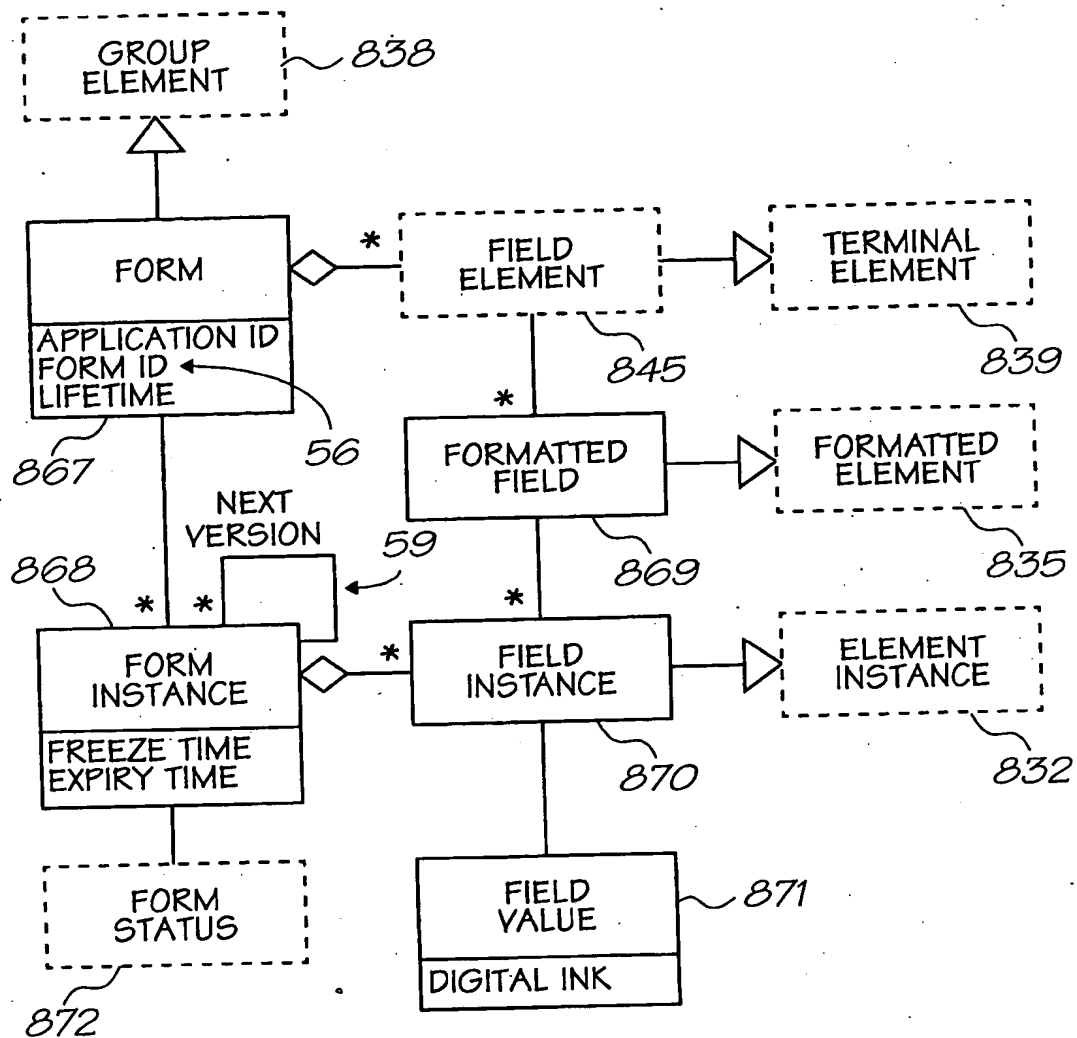 GROUP
ELEMENT
838
FORM
APPLICATION ID
FORM ID
LIFETIME
867
56
*
FIELD
ELEMENT
845
TERMINAL
ELEMENT
839
*
FORMATTED
FIELD
869
FORMATTED
ELEMENT
835
NEXT
VERSION
59
868
*
*
FORM
INSTANCE
FREEZE TIME
EXPIRY TIME
*
*
FIELD
INSTANCE
870
ELEMENT
INSTANCE
832
FORM
STATUS
872
FIELD
VALUE
DIGITAL INK
871